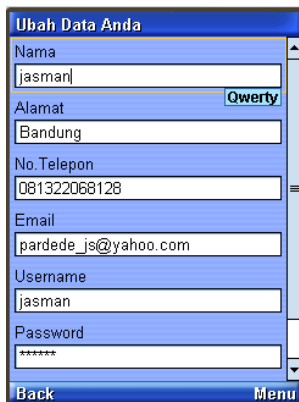 Ubah Data Anda
Nama
jasman
Qwerty
Alamat
Bandung
No.Telepon
081322068128
Email
pardede_js@yahoo.com
Username
jasman
Password
******
Back Menu